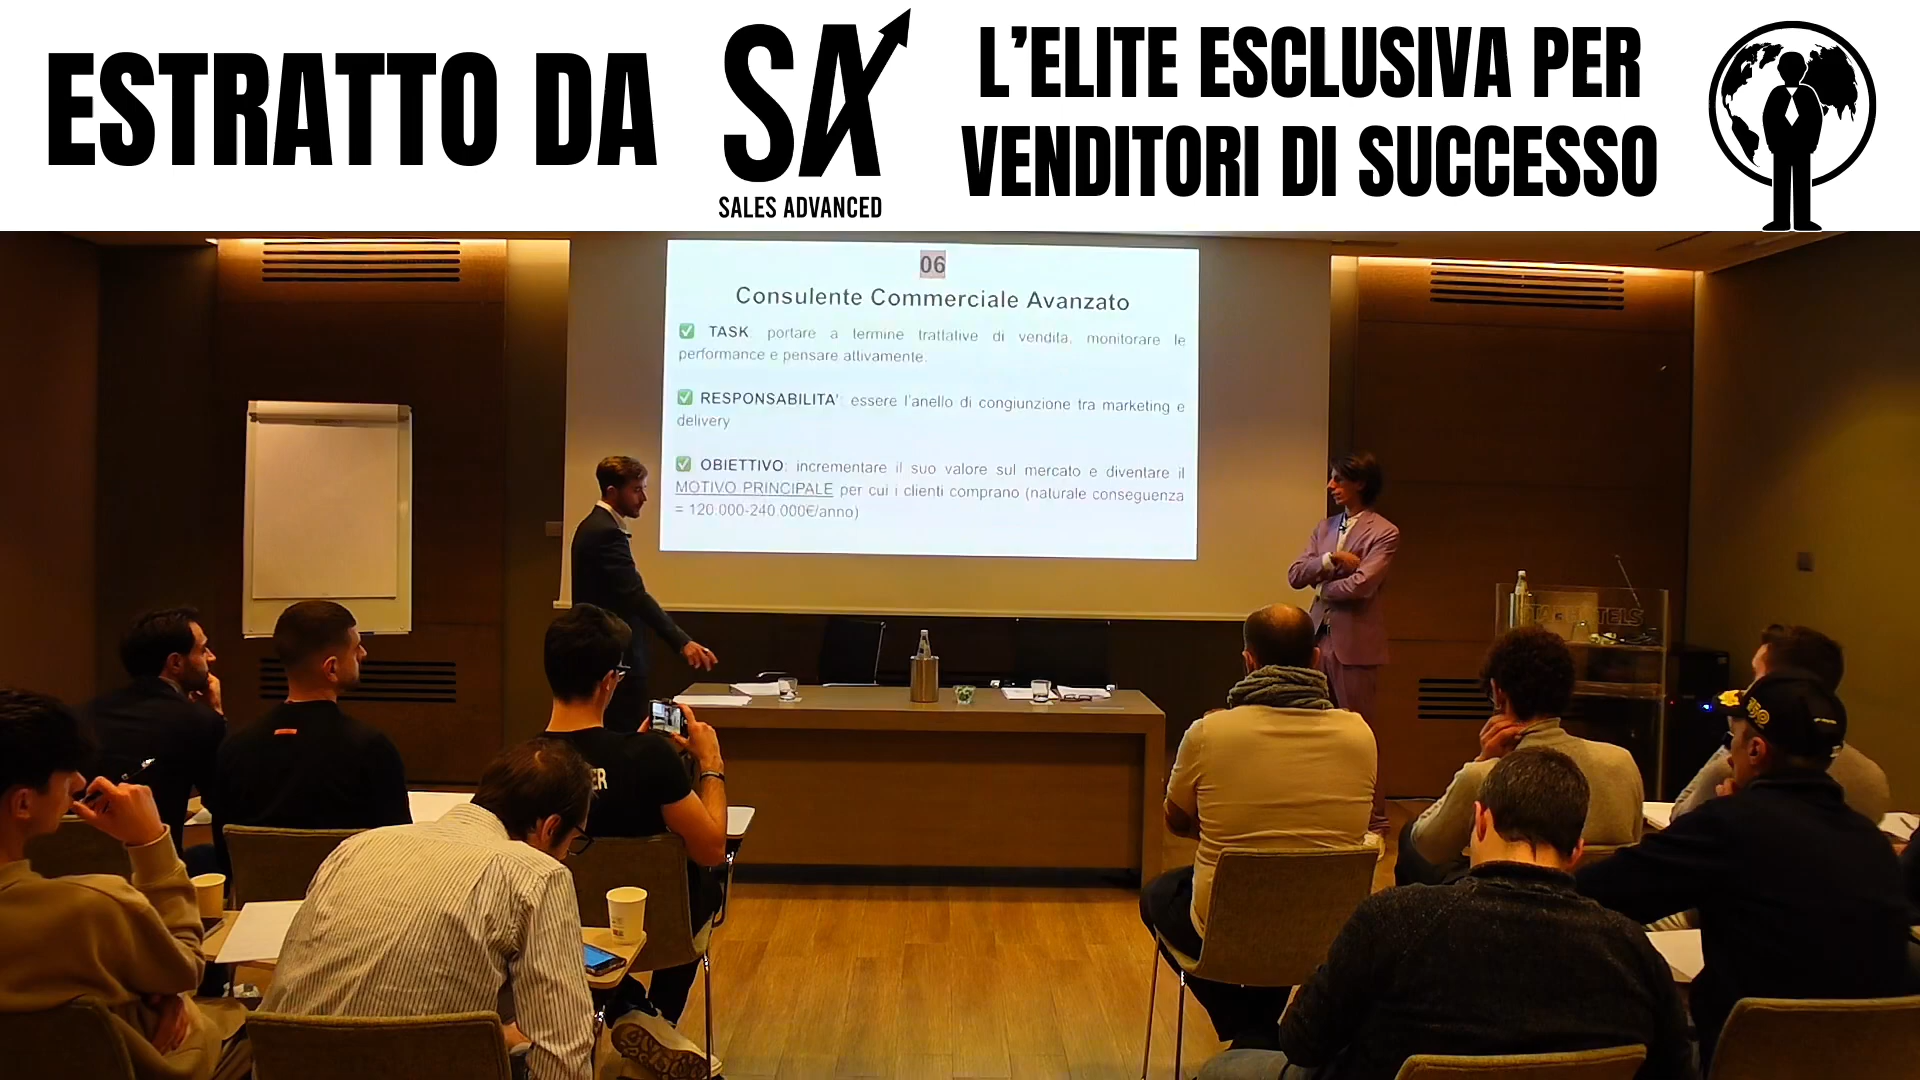 ESTRATTO DA
SA
SALES ADVANCED
L'ELITE ESCLUSIVA PER
VENDITORI DI SUCCESSO
06
Consulente Commerciale Avanzato
✅ TASK: portare a termine trattative di vendita, monitorare le
performance e pensare attivamente.
✅ RESPONSABILITA': essere l'anello di congiunzione tra marketing e
delivery
✅ OBIETTIVO: incrementare il suo valore sul mercato e diventare il
MOTIVO PRINCIPALE per cui i clienti comprano (naturale conseguenza
= 120.000-240.000€/anno)